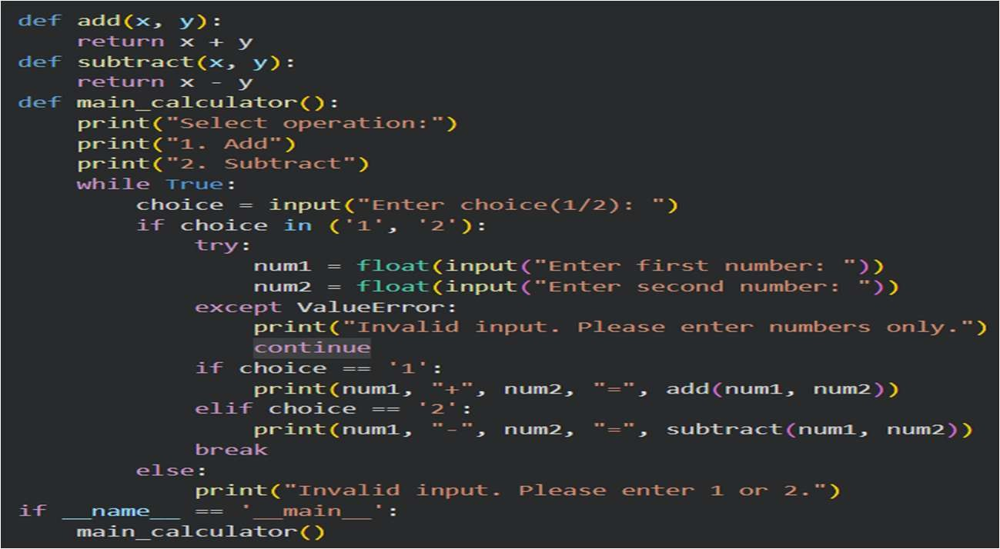 def add(x, y):
    return x + y
def subtract(x, y):
    return x - y
def main_calculator():
    print("Select operation:")
    print("1. Add")
    print("2. Subtract")
    while True:
        choice = input("Enter choice(1/2): ")
        if choice in ('1', '2'):
            try:
                num1 = float(input("Enter first number: "))
                num2 = float(input("Enter second number: "))
            except ValueError:
                print("Invalid input. Please enter numbers only.")
                continue
            if choice == '1':
                print(num1, "+", num2, "=", add(num1, num2))
            elif choice == '2':
                print(num1, "-", num2, "=", subtract(num1, num2))
            break
        else:
            print("Invalid input. Please enter 1 or 2.")
if __name__ == '__main__':
    main_calculator()